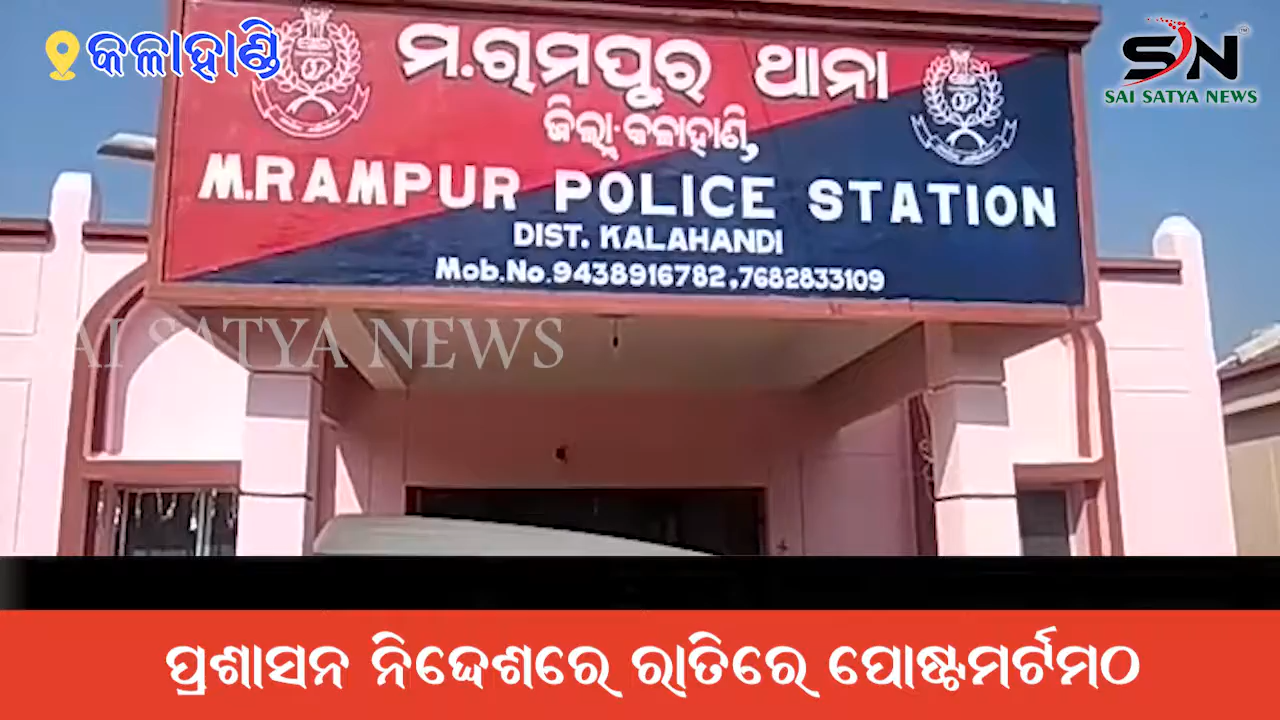 କଳାହାଣ୍ଡି
SN
SAI SATYA NEWS
ମ.ରାମପୁର ଥାନା
ଜିଲ୍ଲା-କଳାହାଣ୍ଡି
M.RAMPUR POLICE STATION
DIST. KALAHANDI
Mob.No.9438916782,7682833109
SAI SATYA NEWS
ପ୍ରଶାସନ ନିଦ୍ଦେଶରେ ରାତିରେ ପୋଷ୍ଟମର୍ଟମଠ